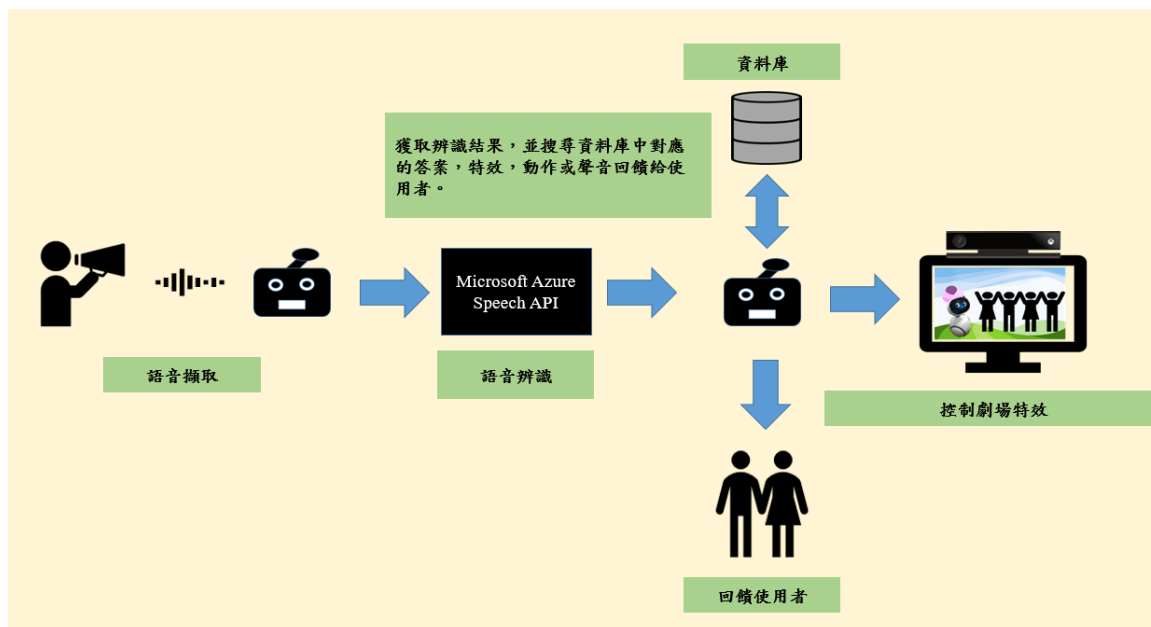 資料庫
獲取辨識結果，並搜尋資料庫中對應
的答案，特效，動作或聲音回饋給使
用者。
Microsoft Azure
Speech API
語音擷取
語音辨識
控制劇場特效
回饋使用者